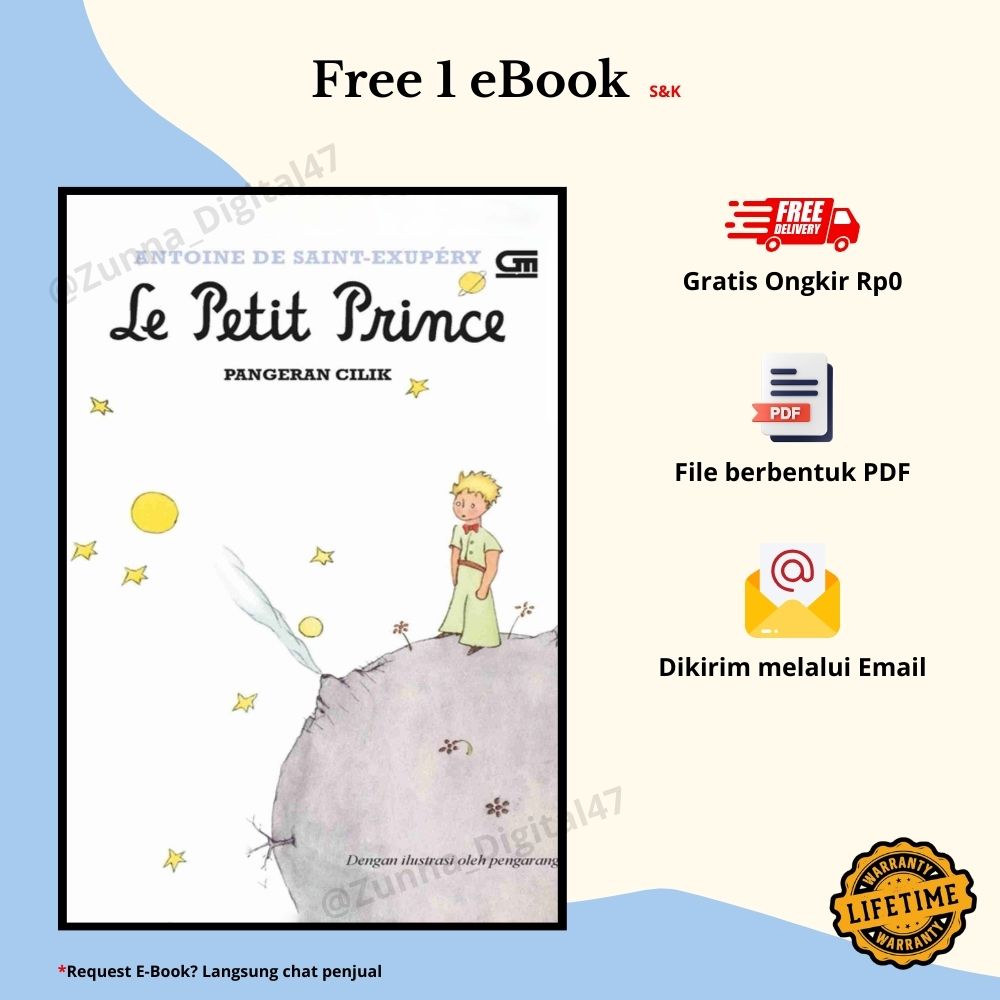 Free 1 eBook S&K
@Zunna_Digital47
ANTOINE DE SAINT-EXUPÉRY
GM
Le Petit Prince
PANGERAN CILIK
Dengan ilustrasi oleh pengarang
@Zunna_Digital47
FREE
DELIVERY
Gratis Ongkir Rp0
PDF
File berbentuk PDF
@
Dikirim melalui Email
WARRANTY
LIFETIME
WARRANTY
*Request E-Book? Langsung chat penjual